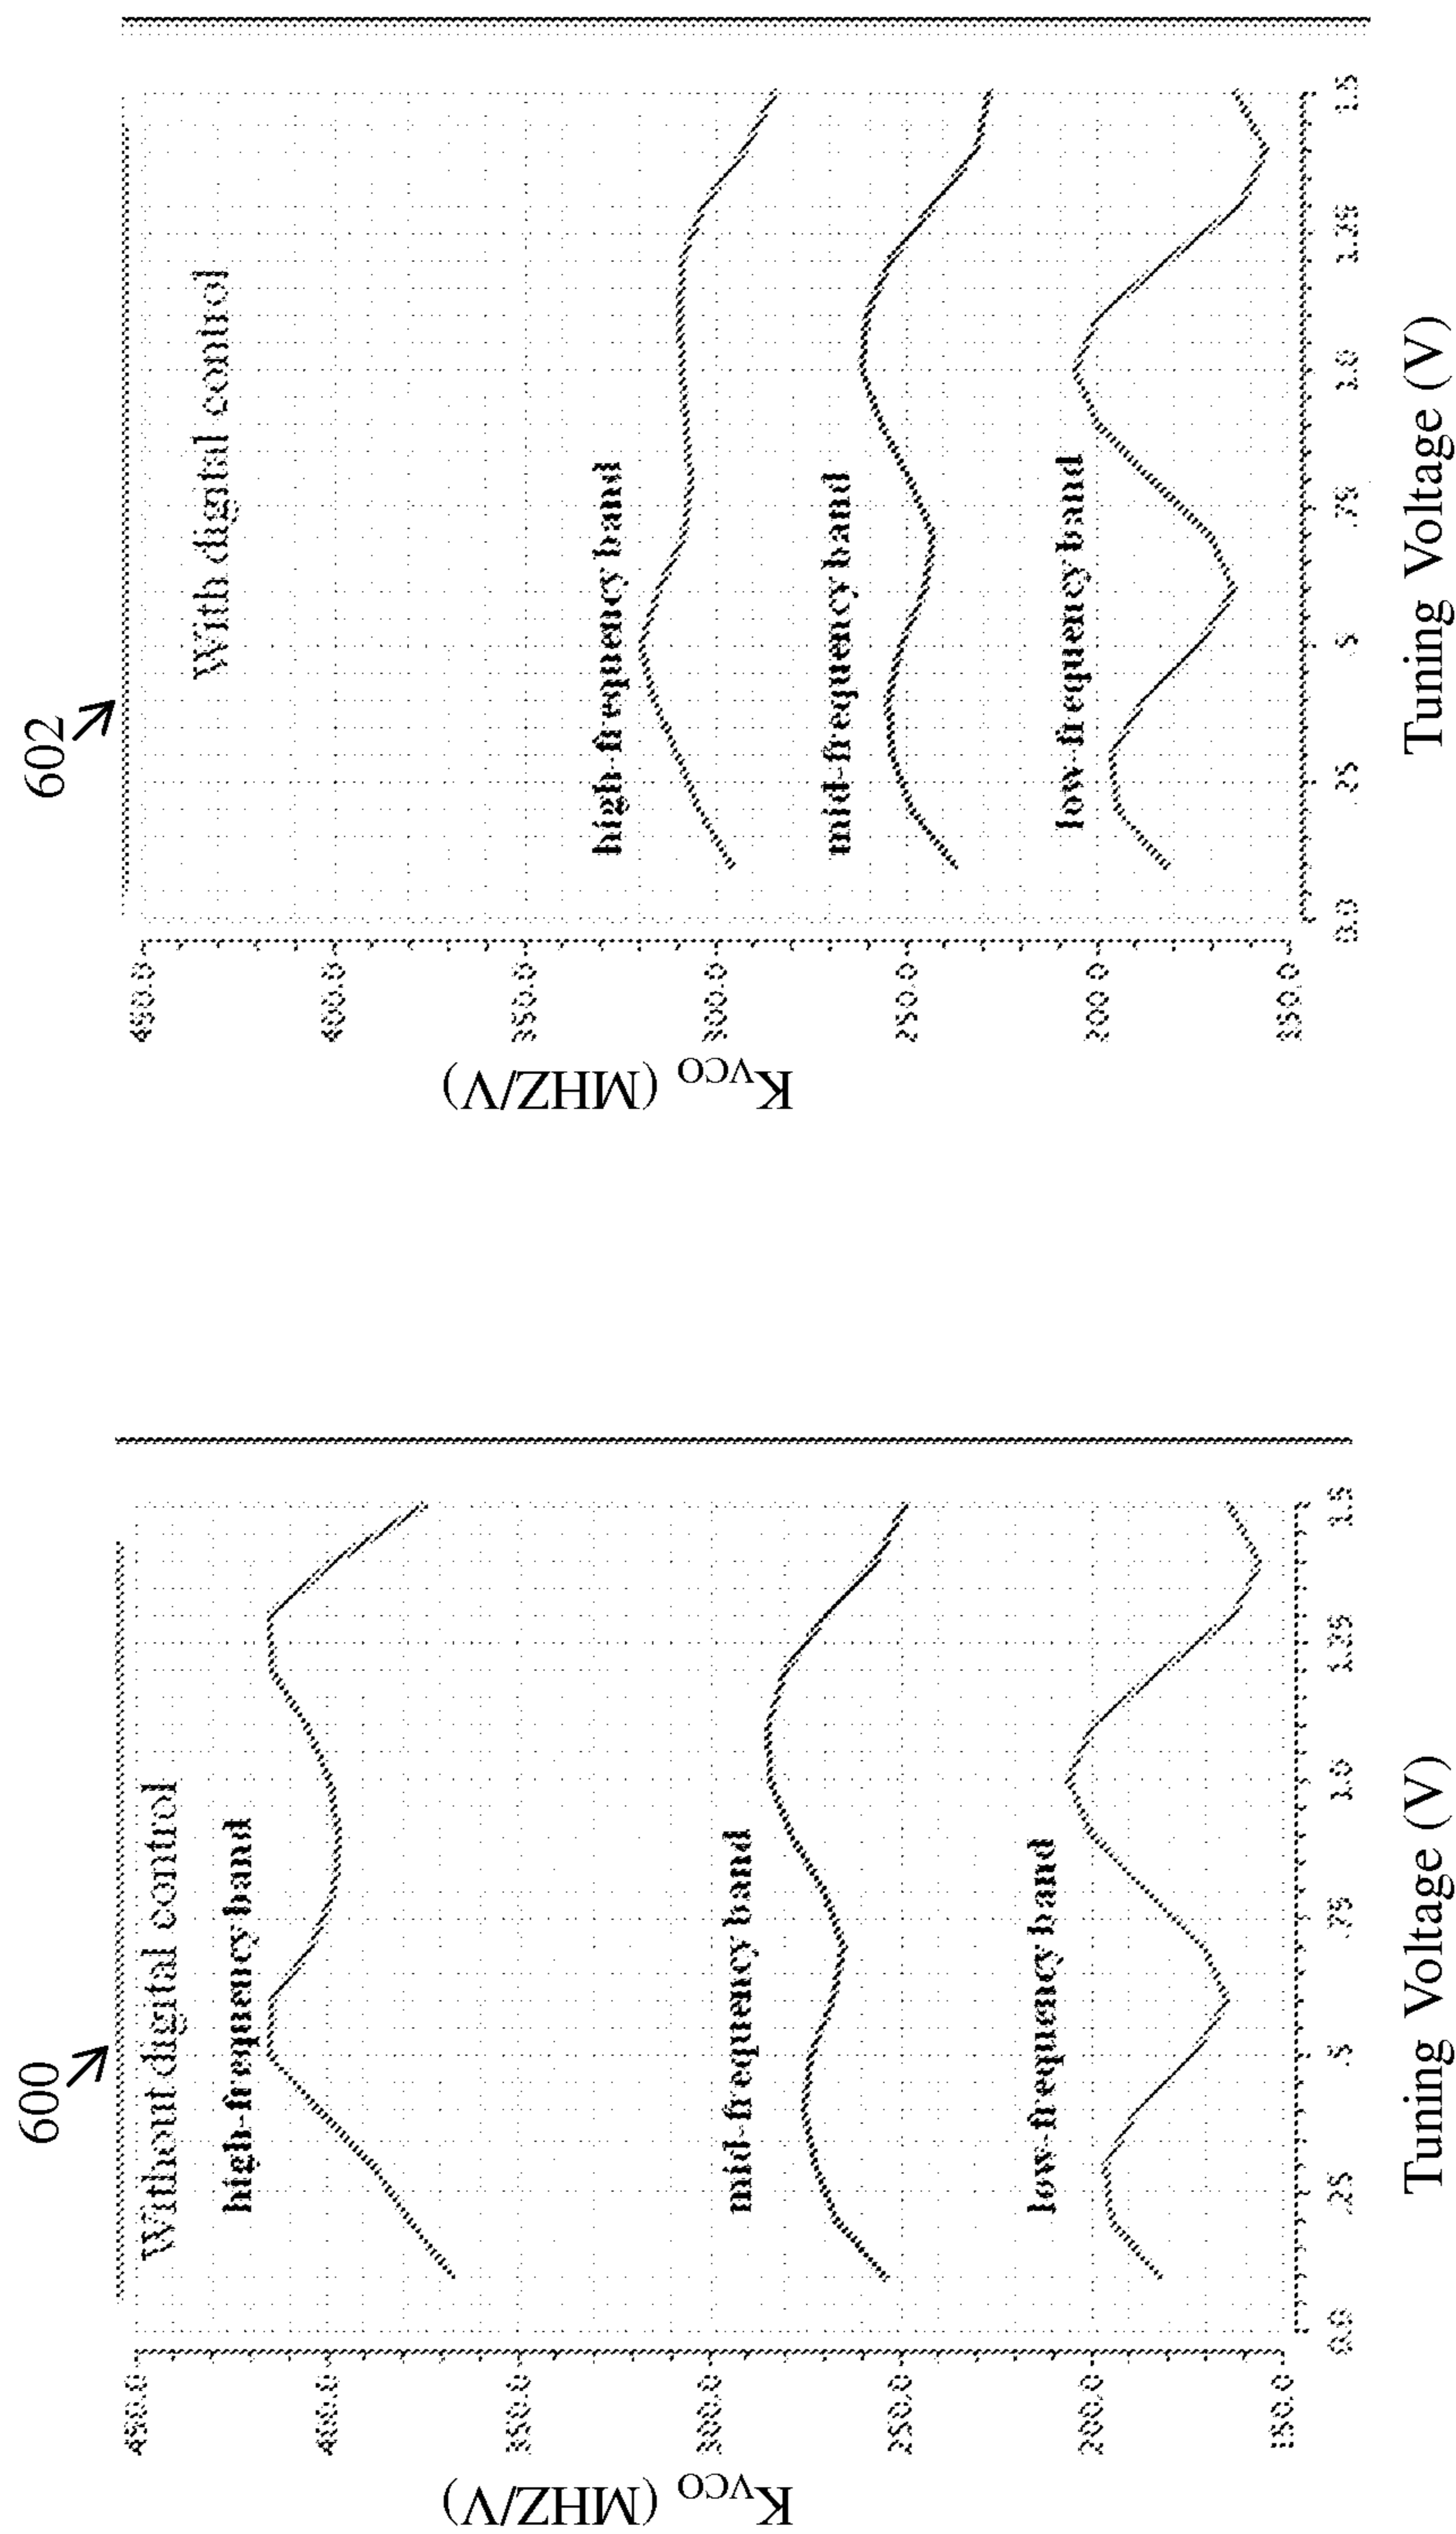 600
Without digital control
high-frequency band
mid-frequency band
low-frequency band
450.0
400.0
350.0
300.0
250.0
200.0
150.0
K_VCO (MHZ/V)
0.0 .25 .5 .75 1.0 1.25 1.5
Tuning Voltage (V)
602
With digital control
high-frequency band
mid-frequency band
low-frequency band
450.0
400.0
350.0
300.0
250.0
200.0
150.0
K_VCO (MHZ/V)
0.0 .25 .5 .75 1.0 1.25 1.5
Tuning Voltage (V)